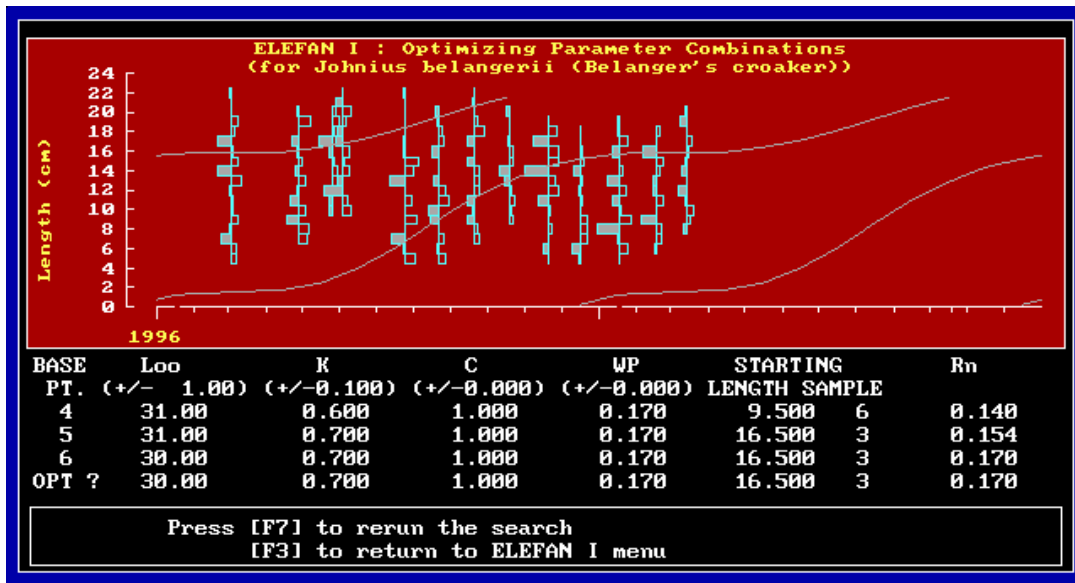 ELEFAN I : Optimizing Parameter Combinations
(for Johnius belangerii (Belanger's croaker))
Length (cm)
24
22
20
18
16
14
12
10
8
6
4
2
0
1996
BASE Loo K C WP STARTING Rn
PT. (+/- 1.00) (+/-0.100) (+/-0.000) (+/-0.000) LENGTH SAMPLE
4 31.00 0.600 1.000 0.170 9.500 6 0.140
5 31.00 0.700 1.000 0.170 16.500 3 0.154
6 30.00 0.700 1.000 0.170 16.500 3 0.170
OPT ? 30.00 0.700 1.000 0.170 16.500 3 0.170
Press [F7] to rerun the search
[F3] to return to ELEFAN I menu